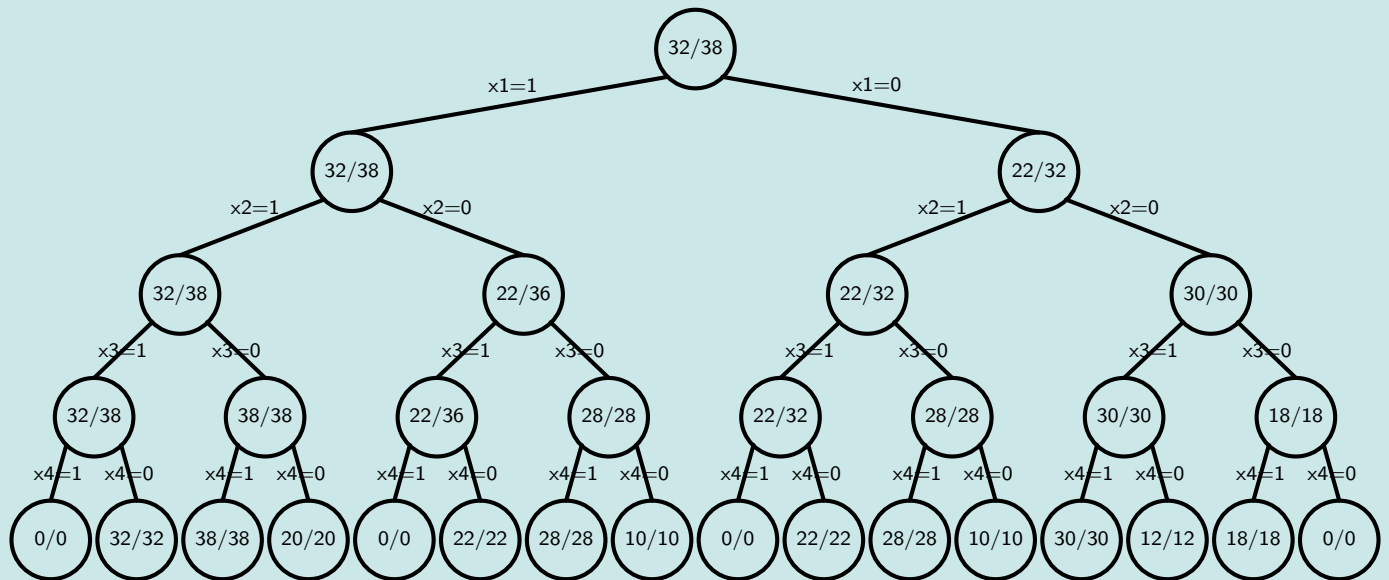 32/38
x1=1 x1=0
32/38 22/32
x2=1 x2=0 x2=1 x2=0
32/38 22/36 22/32 30/30
x3=1 x3=0 x3=1 x3=0 x3=1 x3=0 x3=1 x3=0
32/38 38/38 22/36 28/28 22/32 28/28 30/30 18/18
x4=1 x4=0 x4=1 x4=0 x4=1 x4=0 x4=1 x4=0 x4=1 x4=0 x4=1 x4=0 x4=1 x4=0 x4=1 x4=0
0/0 32/32 38/38 20/20 0/0 22/22 28/28 10/10 0/0 22/22 28/28 10/10 30/30 12/12 18/18 0/0